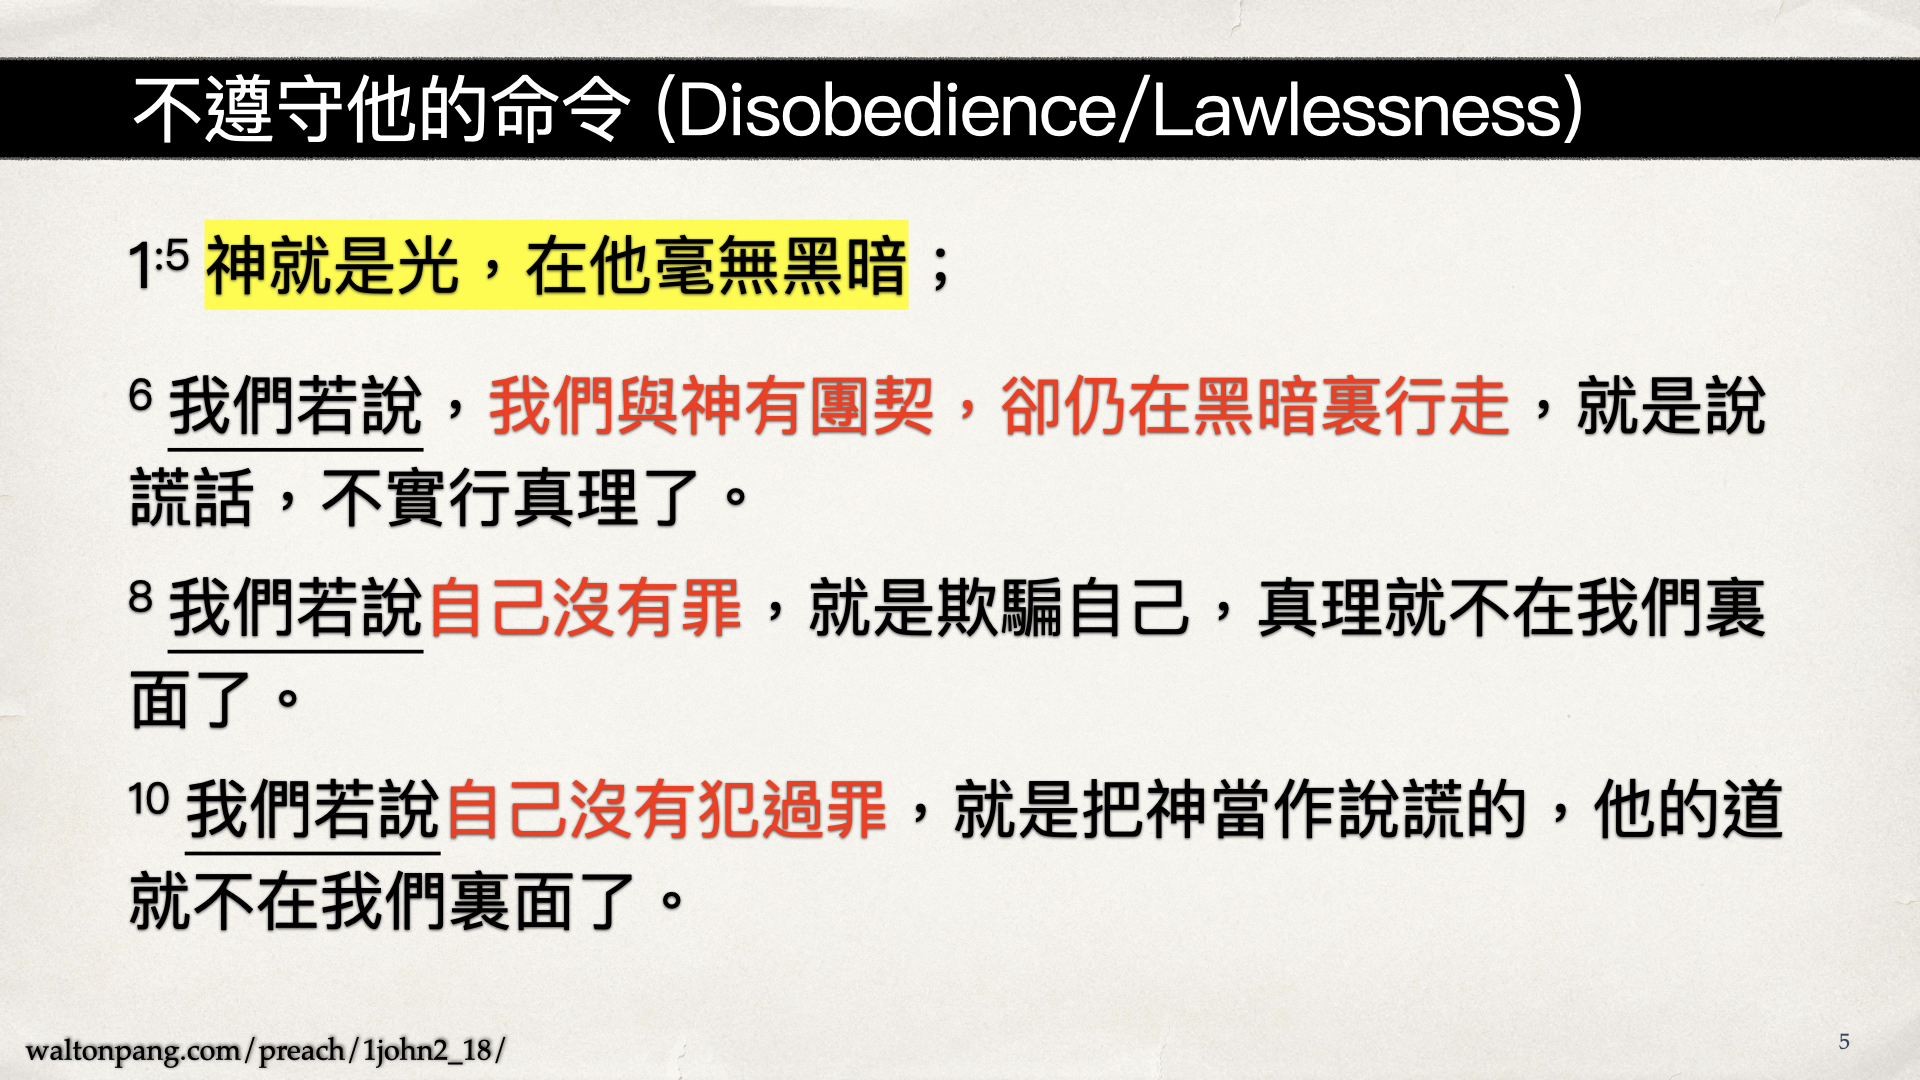 不遵守他的命令 (Disobedience/Lawlessness)
1:5 神就是光，在他毫無黑暗；
6 我們若說，我們與神有團契，卻仍在黑暗裏行走，就是說
謊話，不實行真理了。
8 我們若說自己沒有罪，就是欺騙自己，真理就不在我們裏
面了。
10 我們若說自己沒有犯過罪，就是把神當作說謊的，他的道
就不在我們裏面了。
waltonpang.com/preach/1john2_18/
5